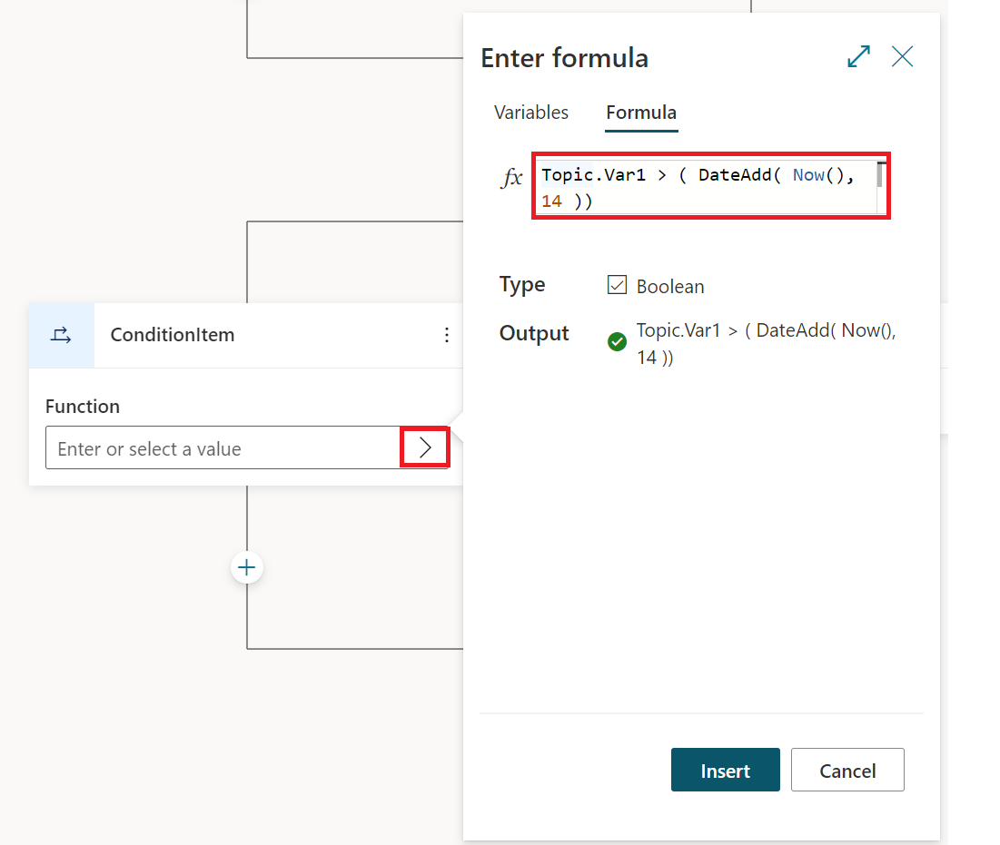 Enter formula
Variables
Formula
fx
Topic.Var1 > ( DateAdd( Now(),
14 ))
Type
Boolean
Output
Topic.Var1 > ( DateAdd( Now(),
14 ))
ConditionItem
Function
Enter or select a value
Insert
Cancel